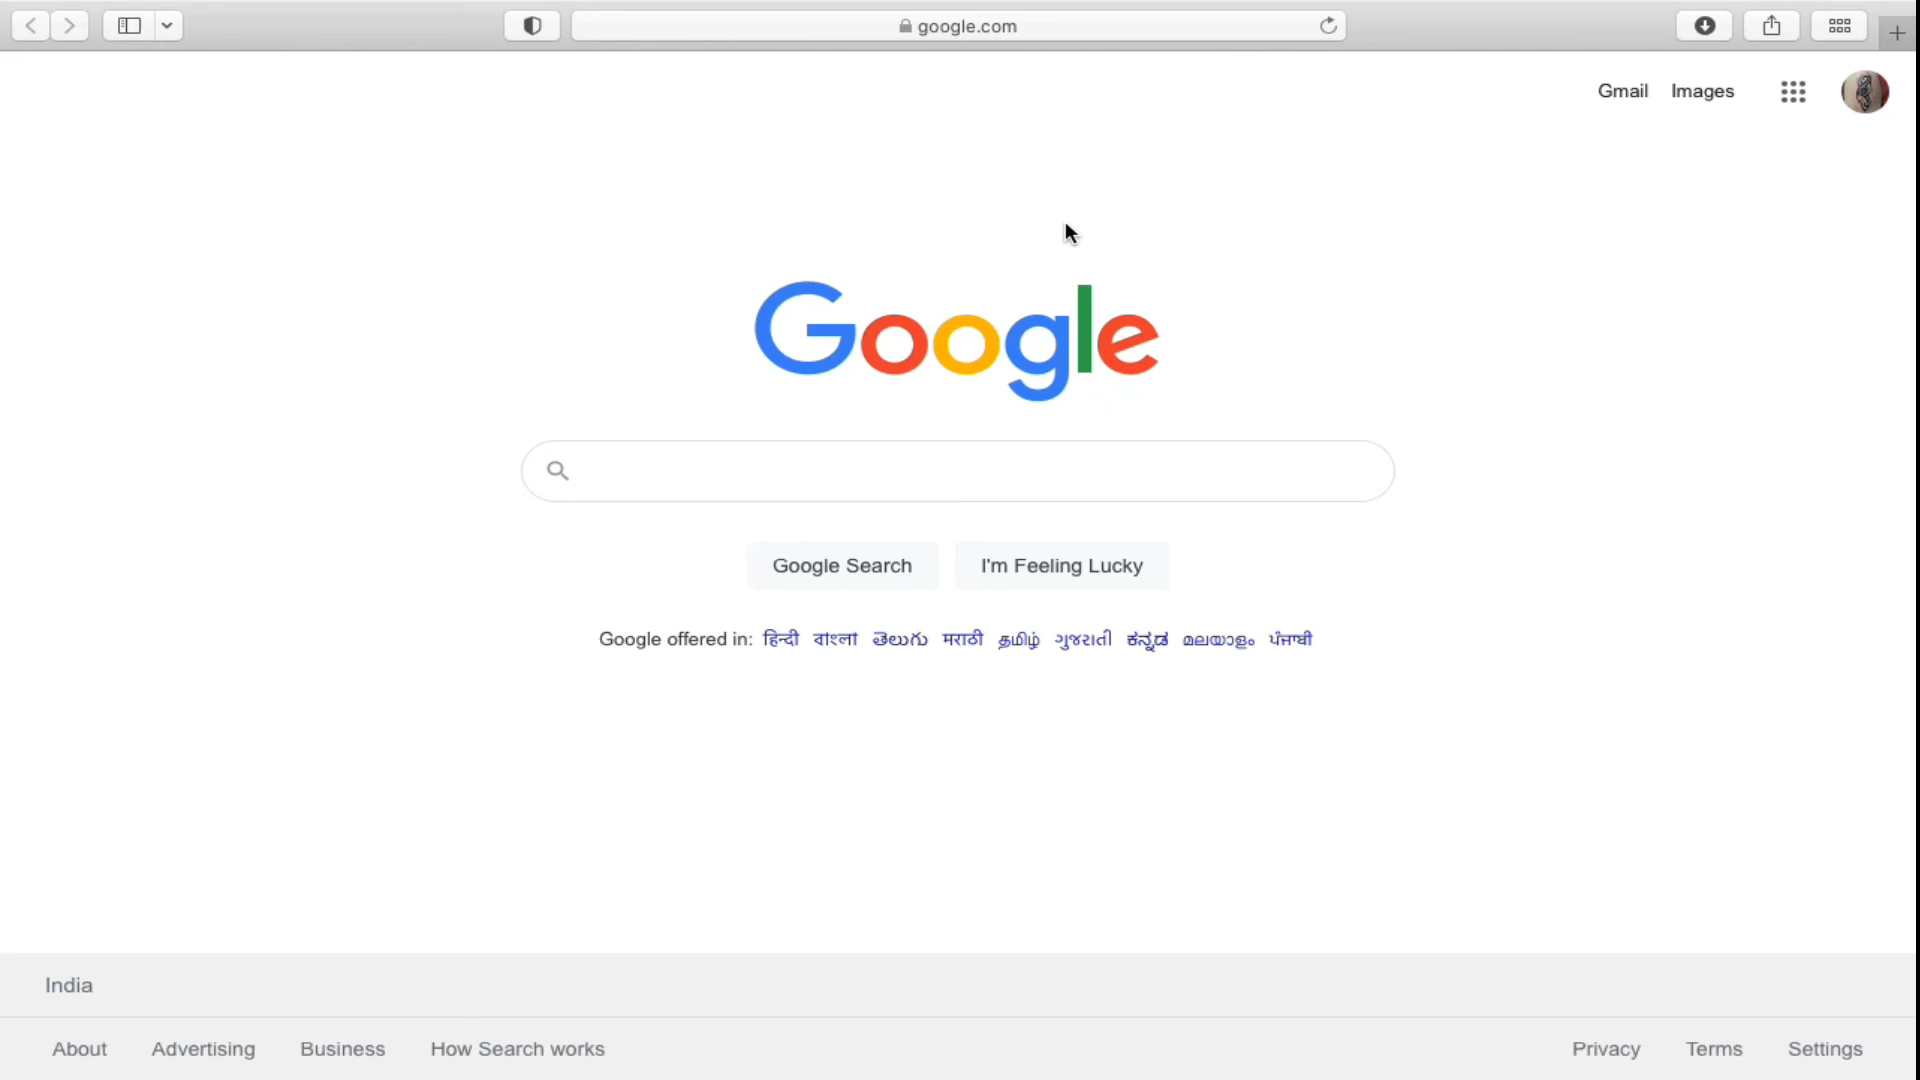 google.com
Gmail Images
Google
Google Search I'm Feeling Lucky
Google offered in: हिन्दी বাংলা తెలుగు मराठी தமிழ் ગુજરાતી ಕನ್ನಡ മലയാളം ਪੰਜਾਬੀ
India
About Advertising Business How Search works Privacy Terms Settings